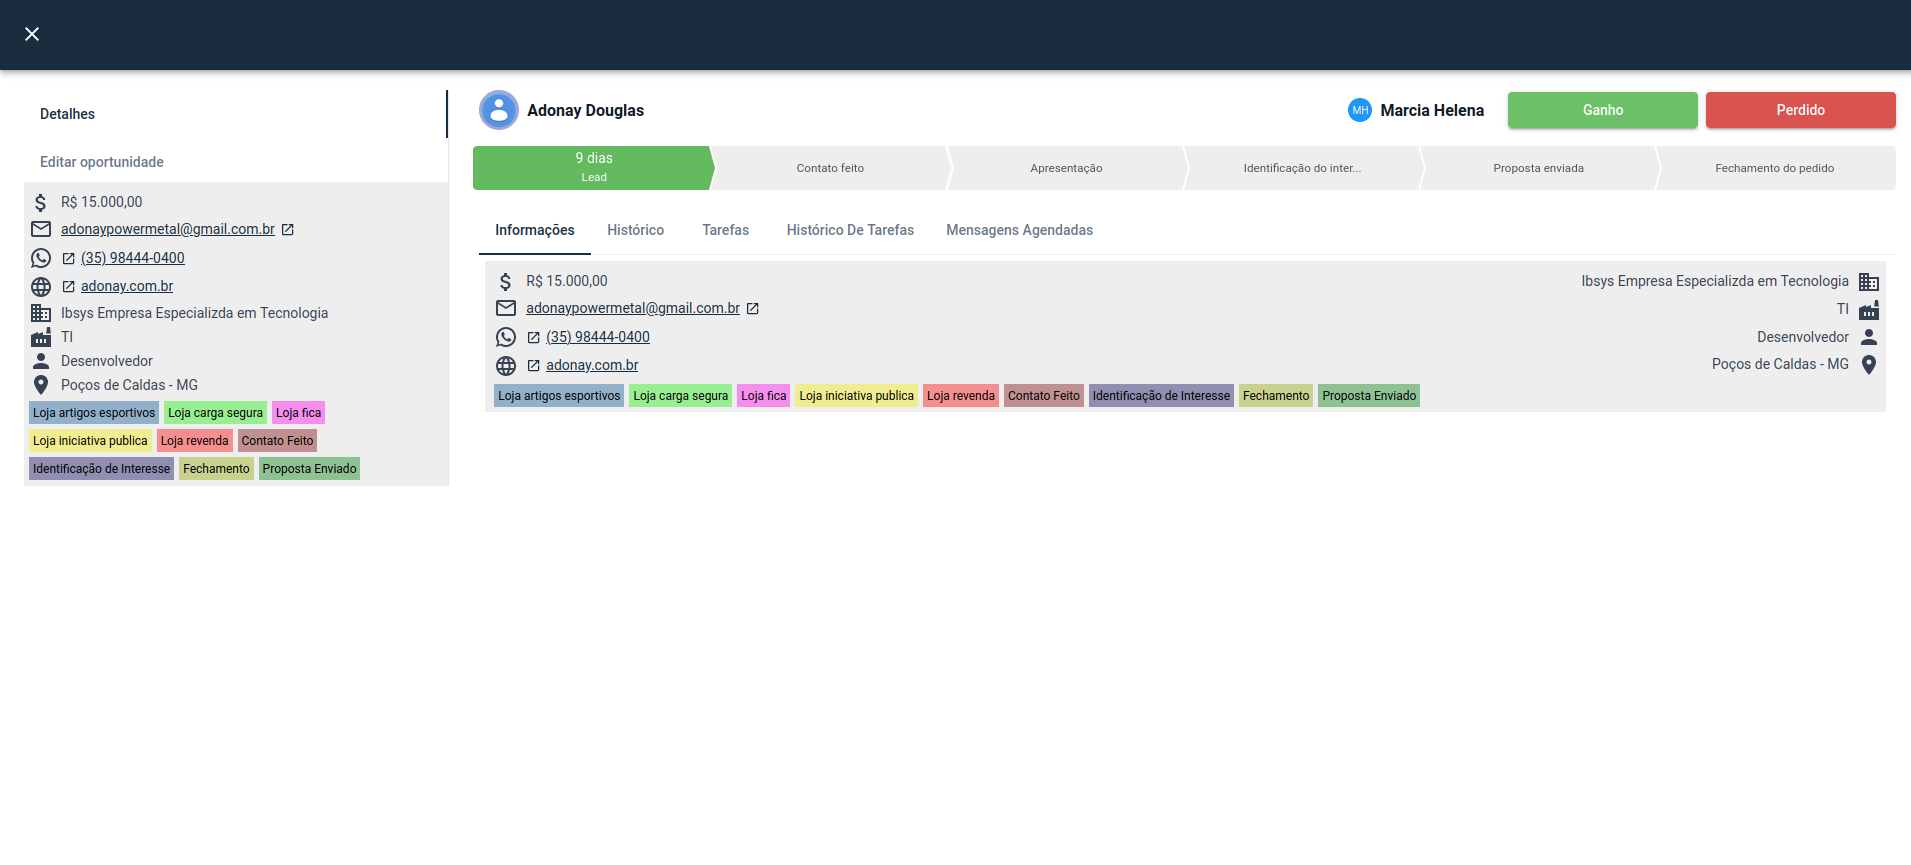 Detalhes
Editar oportunidade
R$ 15.000,00
adonaypowermetal@gmail.com.br
(35) 98444-0400
adonay.com.br
Ibsys Empresa Especializda em Tecnologia
TI
Desenvolvedor
Poços de Caldas - MG
Loja artigos esportivos Loja carga segura Loja fica
Loja iniciativa publica Loja revenda Contato Feito
Identificação de Interesse Fechamento Proposta Enviado
Adonay Douglas
MH Marcia Helena Ganho Perdido
9 dias
Lead
Contato feito Apresentação Identificação do inter... Proposta enviada Fechamento do pedido
Informações Histórico Tarefas Histórico De Tarefas Mensagens Agendadas
R$ 15.000,00
adonaypowermetal@gmail.com.br
(35) 98444-0400
adonay.com.br
Ibsys Empresa Especializda em Tecnologia
TI
Desenvolvedor
Poços de Caldas - MG
Loja artigos esportivos Loja carga segura Loja fica Loja iniciativa publica Loja revenda Contato Feito Identificação de Interesse Fechamento Proposta Enviado